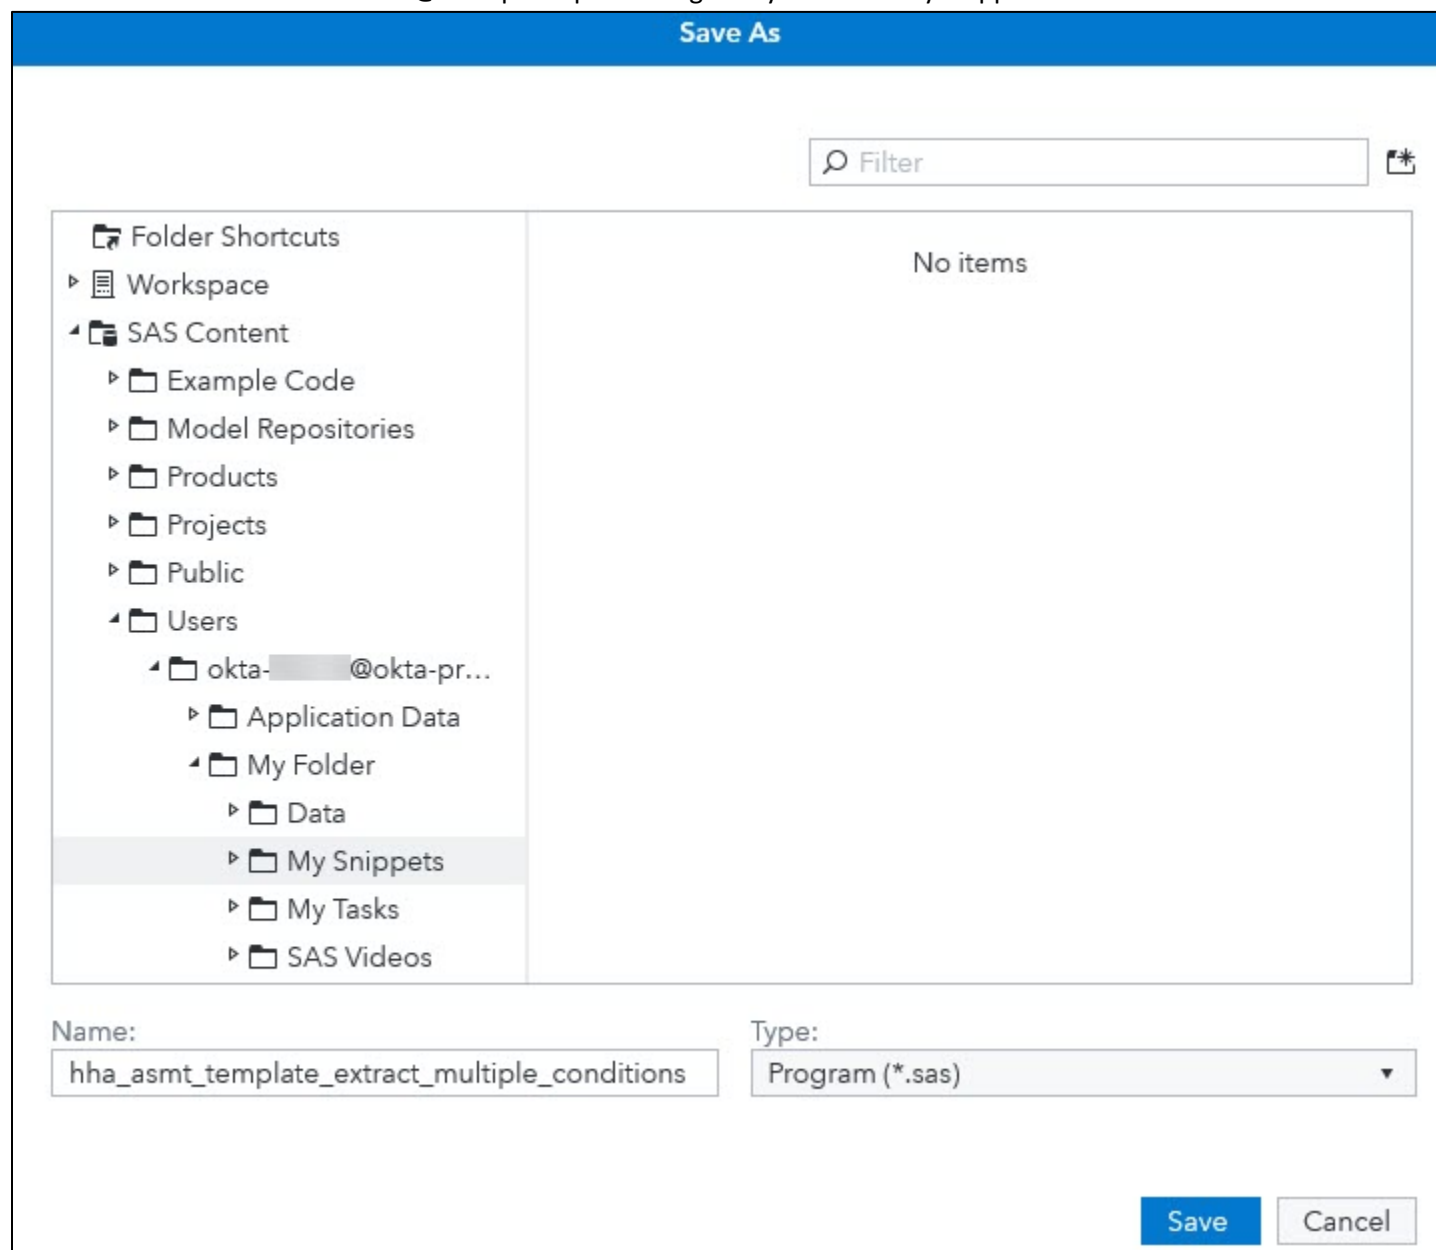 Save As
Filter
Folder Shortcuts
No items
Workspace
SAS Content
Example Code
Model Repositories
Products
Projects
Public
Users
okta- @okta-pr...
Application Data
My Folder
Data
My Snippets
My Tasks
SAS Videos
Name:
Type:
hha_asmt_template_extract_multiple_conditions
Program (*.sas)
Save
Cancel